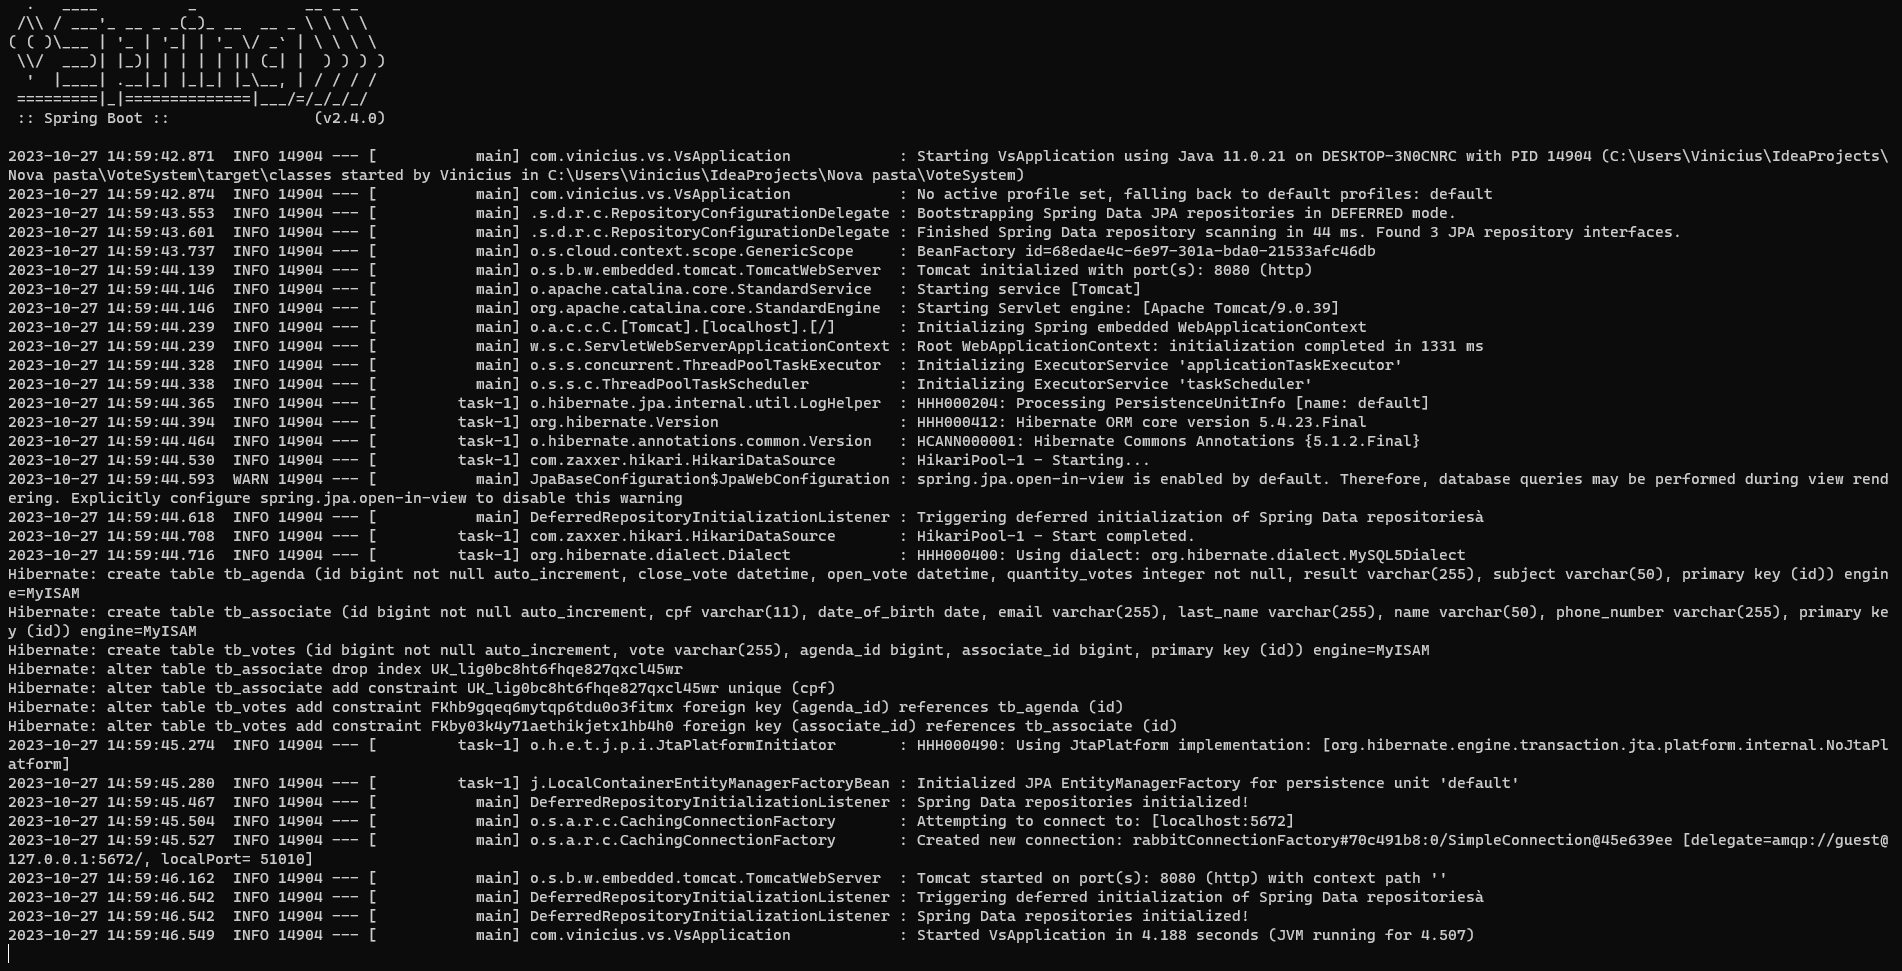 .   ____          _            __ _ _
 /\\ / ___'_ __ _ _(_)_ __  __ _ \ \ \ \
( ( )\___ | '_ | '_| | '_ \/ _` | \ \ \ \
 \\/  ___)| |_)| | | | | || (_| |  ) ) ) )
  '  |____| .__|_| |_|_| |_\__, | / / / /
 =========|_|==============|___/=/_/_/_/
 :: Spring Boot ::                (v2.4.0)
2023-10-27 14:59:42.871  INFO 14904 --- [           main] com.vinicius.vs.VsApplication            : Starting VsApplication using Java 11.0.21 on DESKTOP-3N0CNRC with PID 14904 (C:\Users\Vinicius\IdeaProjects\
Nova pasta\VoteSystem\target\classes started by Vinicius in C:\Users\Vinicius\IdeaProjects\Nova pasta\VoteSystem)
2023-10-27 14:59:42.874  INFO 14904 --- [           main] com.vinicius.vs.VsApplication            : No active profile set, falling back to default profiles: default
2023-10-27 14:59:43.553  INFO 14904 --- [           main] .s.d.r.c.RepositoryConfigurationDelegate : Bootstrapping Spring Data JPA repositories in DEFERRED mode.
2023-10-27 14:59:43.601  INFO 14904 --- [           main] .s.d.r.c.RepositoryConfigurationDelegate : Finished Spring Data repository scanning in 44 ms. Found 3 JPA repository interfaces.
2023-10-27 14:59:43.737  INFO 14904 --- [           main] o.s.cloud.context.scope.GenericScope     : BeanFactory id=68edae4c-6e97-301a-bda0-21533afc46db
2023-10-27 14:59:44.139  INFO 14904 --- [           main] o.s.b.w.embedded.tomcat.TomcatWebServer  : Tomcat initialized with port(s): 8080 (http)
2023-10-27 14:59:44.146  INFO 14904 --- [           main] o.apache.catalina.core.StandardService   : Starting service [Tomcat]
2023-10-27 14:59:44.146  INFO 14904 --- [           main] org.apache.catalina.core.StandardEngine  : Starting Servlet engine: [Apache Tomcat/9.0.39]
2023-10-27 14:59:44.239  INFO 14904 --- [           main] o.a.c.c.C.[Tomcat].[localhost].[/]       : Initializing Spring embedded WebApplicationContext
2023-10-27 14:59:44.239  INFO 14904 --- [           main] w.s.c.ServletWebServerApplicationContext : Root WebApplicationContext: initialization completed in 1331 ms
2023-10-27 14:59:44.328  INFO 14904 --- [           main] o.s.s.concurrent.ThreadPoolTaskExecutor  : Initializing ExecutorService 'applicationTaskExecutor'
2023-10-27 14:59:44.338  INFO 14904 --- [           main] o.s.s.c.ThreadPoolTaskScheduler          : Initializing ExecutorService 'taskScheduler'
2023-10-27 14:59:44.365  INFO 14904 --- [         task-1] o.hibernate.jpa.internal.util.LogHelper  : HHH000204: Processing PersistenceUnitInfo [name: default]
2023-10-27 14:59:44.394  INFO 14904 --- [         task-1] org.hibernate.Version                    : HHH000412: Hibernate ORM core version 5.4.23.Final
2023-10-27 14:59:44.464  INFO 14904 --- [         task-1] o.hibernate.annotations.common.Version   : HCANN000001: Hibernate Commons Annotations {5.1.2.Final}
2023-10-27 14:59:44.530  INFO 14904 --- [         task-1] com.zaxxer.hikari.HikariDataSource       : HikariPool-1 - Starting...
2023-10-27 14:59:44.593  WARN 14904 --- [           main] JpaBaseConfiguration$JpaWebConfiguration : spring.jpa.open-in-view is enabled by default. Therefore, database queries may be performed during view rend
ering. Explicitly configure spring.jpa.open-in-view to disable this warning
2023-10-27 14:59:44.618  INFO 14904 --- [           main] DeferredRepositoryInitializationListener : Triggering deferred initialization of Spring Data repositoriesà
2023-10-27 14:59:44.708  INFO 14904 --- [         task-1] com.zaxxer.hikari.HikariDataSource       : HikariPool-1 - Start completed.
2023-10-27 14:59:44.716  INFO 14904 --- [         task-1] org.hibernate.dialect.Dialect            : HHH000400: Using dialect: org.hibernate.dialect.MySQL5Dialect
Hibernate: create table tb_agenda (id bigint not null auto_increment, close_vote datetime, open_vote datetime, quantity_votes integer not null, result varchar(255), subject varchar(50), primary key (id)) engin
e=MyISAM
Hibernate: create table tb_associate (id bigint not null auto_increment, cpf varchar(11), date_of_birth date, email varchar(255), last_name varchar(255), name varchar(50), phone_number varchar(255), primary ke
y (id)) engine=MyISAM
Hibernate: create table tb_votes (id bigint not null auto_increment, vote varchar(255), agenda_id bigint, associate_id bigint, primary key (id)) engine=MyISAM
Hibernate: alter table tb_associate drop index UK_lig0bc8ht6fhqe827qxcl45wr
Hibernate: alter table tb_associate add constraint UK_lig0bc8ht6fhqe827qxcl45wr unique (cpf)
Hibernate: alter table tb_votes add constraint FKhb9gqeq6mytqp6tdu0o3fitmx foreign key (agenda_id) references tb_agenda (id)
Hibernate: alter table tb_votes add constraint FKby03k4y71aethikjetx1hb4h0 foreign key (associate_id) references tb_associate (id)
2023-10-27 14:59:45.274  INFO 14904 --- [         task-1] o.h.e.t.j.p.i.JtaPlatformInitiator       : HHH000490: Using JtaPlatform implementation: [org.hibernate.engine.transaction.jta.platform.internal.NoJtaPl
atform]
2023-10-27 14:59:45.280  INFO 14904 --- [         task-1] j.LocalContainerEntityManagerFactoryBean : Initialized JPA EntityManagerFactory for persistence unit 'default'
2023-10-27 14:59:45.467  INFO 14904 --- [           main] DeferredRepositoryInitializationListener : Spring Data repositories initialized!
2023-10-27 14:59:45.504  INFO 14904 --- [           main] o.s.a.r.c.CachingConnectionFactory       : Attempting to connect to: [localhost:5672]
2023-10-27 14:59:45.527  INFO 14904 --- [           main] o.s.a.r.c.CachingConnectionFactory       : Created new connection: rabbitConnectionFactory#70c491b8:0/SimpleConnection@45e639ee [delegate=amqp://guest@
127.0.0.1:5672/, localPort= 51010]
2023-10-27 14:59:46.162  INFO 14904 --- [           main] o.s.b.w.embedded.tomcat.TomcatWebServer  : Tomcat started on port(s): 8080 (http) with context path ''
2023-10-27 14:59:46.542  INFO 14904 --- [           main] DeferredRepositoryInitializationListener : Triggering deferred initialization of Spring Data repositoriesà
2023-10-27 14:59:46.542  INFO 14904 --- [           main] DeferredRepositoryInitializationListener : Spring Data repositories initialized!
2023-10-27 14:59:46.549  INFO 14904 --- [           main] com.vinicius.vs.VsApplication            : Started VsApplication in 4.188 seconds (JVM running for 4.507)